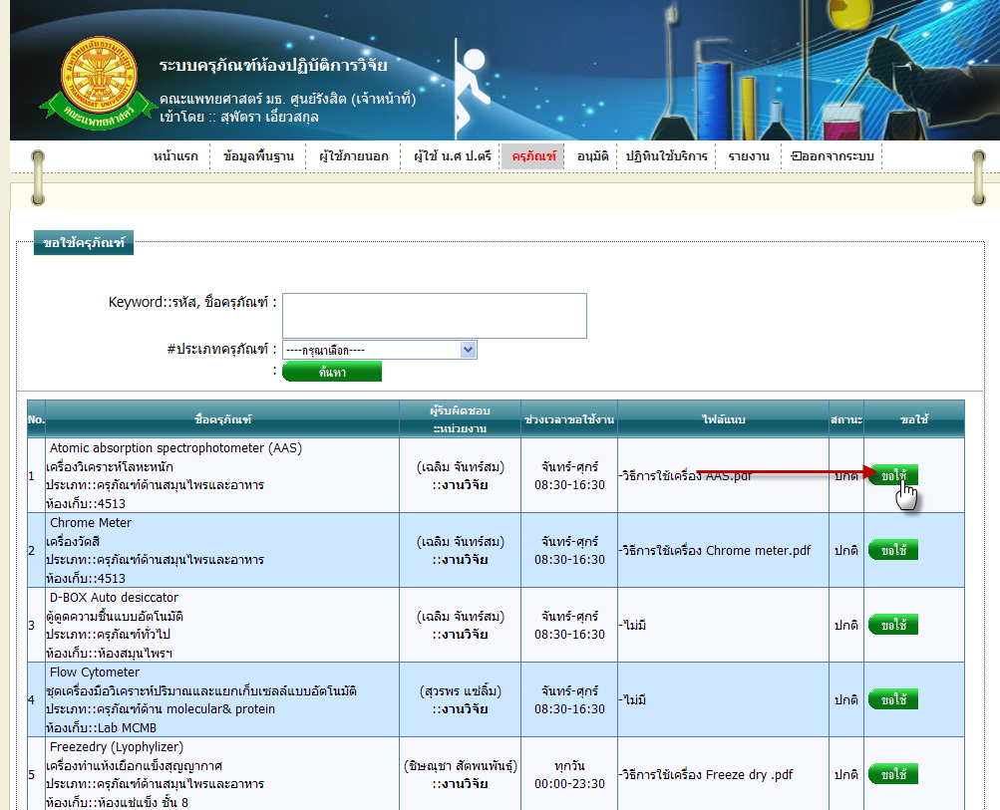 ระบบครุภัณฑ์ห้องปฏิบัติการวิจัย
คณะแพทยศาสตร์ มธ. ศูนย์รังสิต (เจ้าหน้าที่)
เข้าโดย :: สุพัตรา เอี่ยวสกุล
THAMMASAT UNIVERSITY
คณะแพทยศาสตร์
หน้าแรก ข้อมูลพื้นฐาน ผู้ใช้ภายนอก ผู้ใช้ น.ศ ป.ตรี ครุภัณฑ์ อนุมัติ ปฏิทินใช้บริการ รายงาน ออกจากระบบ
ขอใช้ครุภัณฑ์
Keyword::รหัส, ชื่อครุภัณฑ์ :
#ประเภทครุภัณฑ์ : ----กรุณาเลือก----
: ค้นหา
No. ชื่อครุภัณฑ์ ผู้รับผิดชอบ ::หน่วยงาน ช่วงเวลาขอใช้งาน ไฟล์แนบ สถานะ ขอใช้
1
Atomic absorption spectrophotometer (AAS)
เครื่องวิเคราะห์โลหะหนัก
ประเภท::ครุภัณฑ์ด้านสมุนไพรและอาหาร
ห้องเก็บ::4513
(เฉลิม จันทร์สม)
::งานวิจัย
จันทร์-ศุกร์
08:30-16:30
-วิธีการใช้เครื่อง AAS.pdf
ปกติ
ขอใช้
2
Chrome Meter
เครื่องวัดสี
ประเภท::ครุภัณฑ์ด้านสมุนไพรและอาหาร
ห้องเก็บ::4513
(เฉลิม จันทร์สม)
::งานวิจัย
จันทร์-ศุกร์
08:30-16:30
-วิธีการใช้เครื่อง Chrome meter.pdf
ปกติ
ขอใช้
3
D-BOX Auto desiccator
ตู้ดูดความชื้นแบบอัตโนมัติ
ประเภท::ครุภัณฑ์ทั่วไป
ห้องเก็บ::ห้องสมุนไพรฯ
(เฉลิม จันทร์สม)
::งานวิจัย
จันทร์-ศุกร์
08:30-16:30
-ไม่มี
ปกติ
ขอใช้
4
Flow Cytometer
ชุดเครื่องมือวิเคราะห์ปริมาณและแยกเก็บเซลล์แบบอัตโนมัติ
ประเภท::ครุภัณฑ์ด้าน molecular& protein
ห้องเก็บ::Lab MCMB
(สุวรพร แซ่ลิ้ม)
::งานวิจัย
จันทร์-ศุกร์
08:30-16:30
-ไม่มี
ปกติ
ขอใช้
5
Freezedry (Lyophylizer)
เครื่องทำแห้งเยือกแข็งสุญญากาศ
ประเภท::ครุภัณฑ์ด้านสมุนไพรและอาหาร
ห้องเก็บ::ห้องแช่แข็ง ชั้น 8
(ชิษณุชา สัตพนพันธุ์)
::งานวิจัย
ทุกวัน
00:00-23:30
-วิธีการใช้เครื่อง Freeze dry .pdf
ปกติ
ขอใช้